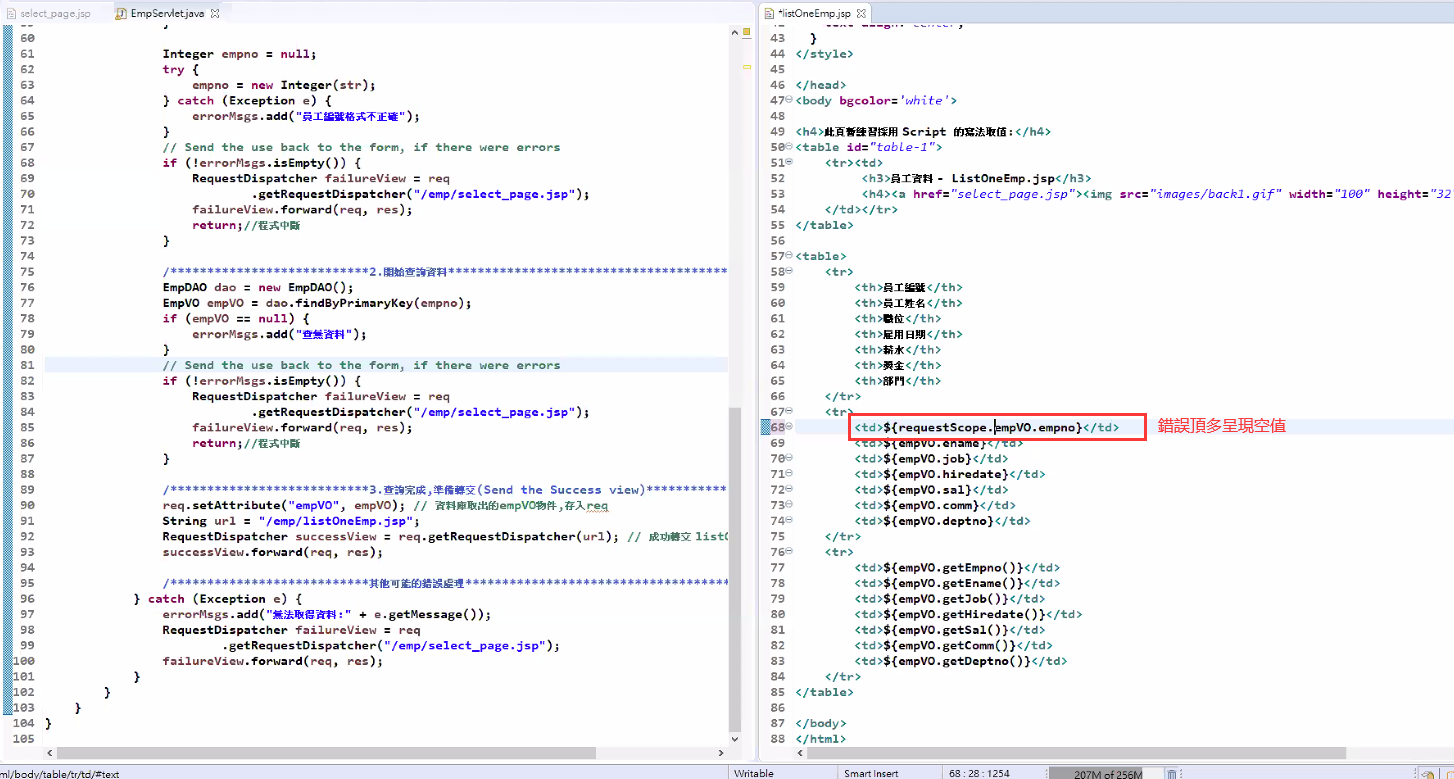 select_page.jsp
EmpServlet.java
60
61 Integer empno = null;
62 try {
63 empno = new Integer(str);
64 } catch (Exception e) {
65 errorMsgs.add("員工編號格式不正確");
66 }
67 // Send the use back to the form, if there were errors
68 if (!errorMsgs.isEmpty()) {
69 RequestDispatcher failureView = req
70 .getRequestDispatcher("/emp/select_page.jsp");
71 failureView.forward(req, res);
72 return;//程式中斷
73 }
74
75 /***************************2.開始查詢資料*****************************************
76 EmpDAO dao = new EmpDAO();
77 EmpVO empVO = dao.findByPrimaryKey(empno);
78 if (empVO == null) {
79 errorMsgs.add("查無資料");
80 }
81 // Send the use back to the form, if there were errors
82 if (!errorMsgs.isEmpty()) {
83 RequestDispatcher failureView = req
84 .getRequestDispatcher("/emp/select_page.jsp");
85 failureView.forward(req, res);
86 return;//程式中斷
87 }
88
89 /***************************3.查詢完成,準備轉交(Send the Success view)***********
90 req.setAttribute("empVO", empVO); // 資料庫取出的empVO物件,存入req
91 String url = "/emp/listOneEmp.jsp";
92 RequestDispatcher successView = req.getRequestDispatcher(url); // 成功轉交 listO
93 successView.forward(req, res);
94
95 /***************************其他可能的錯誤處理*************************************
96 } catch (Exception e) {
97 errorMsgs.add("無法取得資料:" + e.getMessage());
98 RequestDispatcher failureView = req
99 .getRequestDispatcher("/emp/select_page.jsp");
100 failureView.forward(req, res);
101 }
102 }
103 }
104 }
105
*listOneEmp.jsp
43 }
44 </style>
45
46 </head>
47 <body bgcolor='white'>
48
49 <h4>此頁暫練習採用 Script 的寫法取值:</h4>
50 <table id="table-1">
51 <tr><td>
52 <h3>員工資料 - ListOneEmp.jsp</h3>
53 <h4><a href="select_page.jsp"><img src="images/back1.gif" width="100" height="32
54 </td></tr>
55 </table>
56
57 <table>
58 <tr>
59 <th>員工編號</th>
60 <th>員工姓名</th>
61 <th>職位</th>
62 <th>雇用日期</th>
63 <th>薪水</th>
64 <th>獎金</th>
65 <th>部門</th>
66 </tr>
67 <tr>
68 <td>${requestScope.empVO.empno}</td>
錯誤頂多呈現空值
69 <td>${empVO.ename}</td>
70 <td>${empVO.job}</td>
71 <td>${empVO.hiredate}</td>
72 <td>${empVO.sal}</td>
73 <td>${empVO.comm}</td>
74 <td>${empVO.deptno}</td>
75 </tr>
76 <tr>
77 <td>${empVO.getEmpno()}</td>
78 <td>${empVO.getEname()}</td>
79 <td>${empVO.getJob()}</td>
80 <td>${empVO.getHiredate()}</td>
81 <td>${empVO.getSal()}</td>
82 <td>${empVO.getComm()}</td>
83 <td>${empVO.getDeptno()}</td>
84 </tr>
85 </table>
86
87 </body>
88 </html>
ml/body/table/tr/td/#text
Writable
Smart Insert
68 : 28 : 1254
207M of 256M